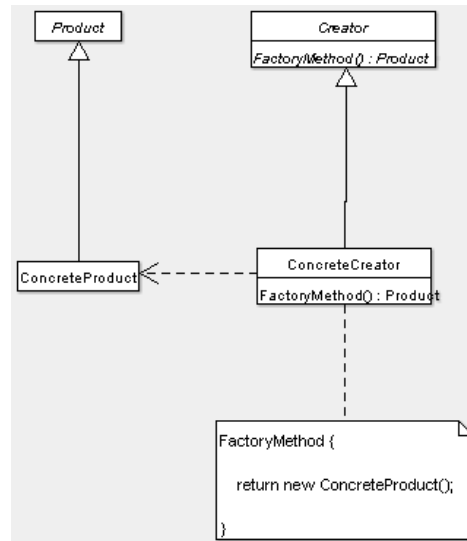 Product
Creator
FactoryMethod() : Product
ConcreteProduct
ConcreteCreator
FactoryMethod() : Product
FactoryMethod {
return new ConcreteProduct();
}